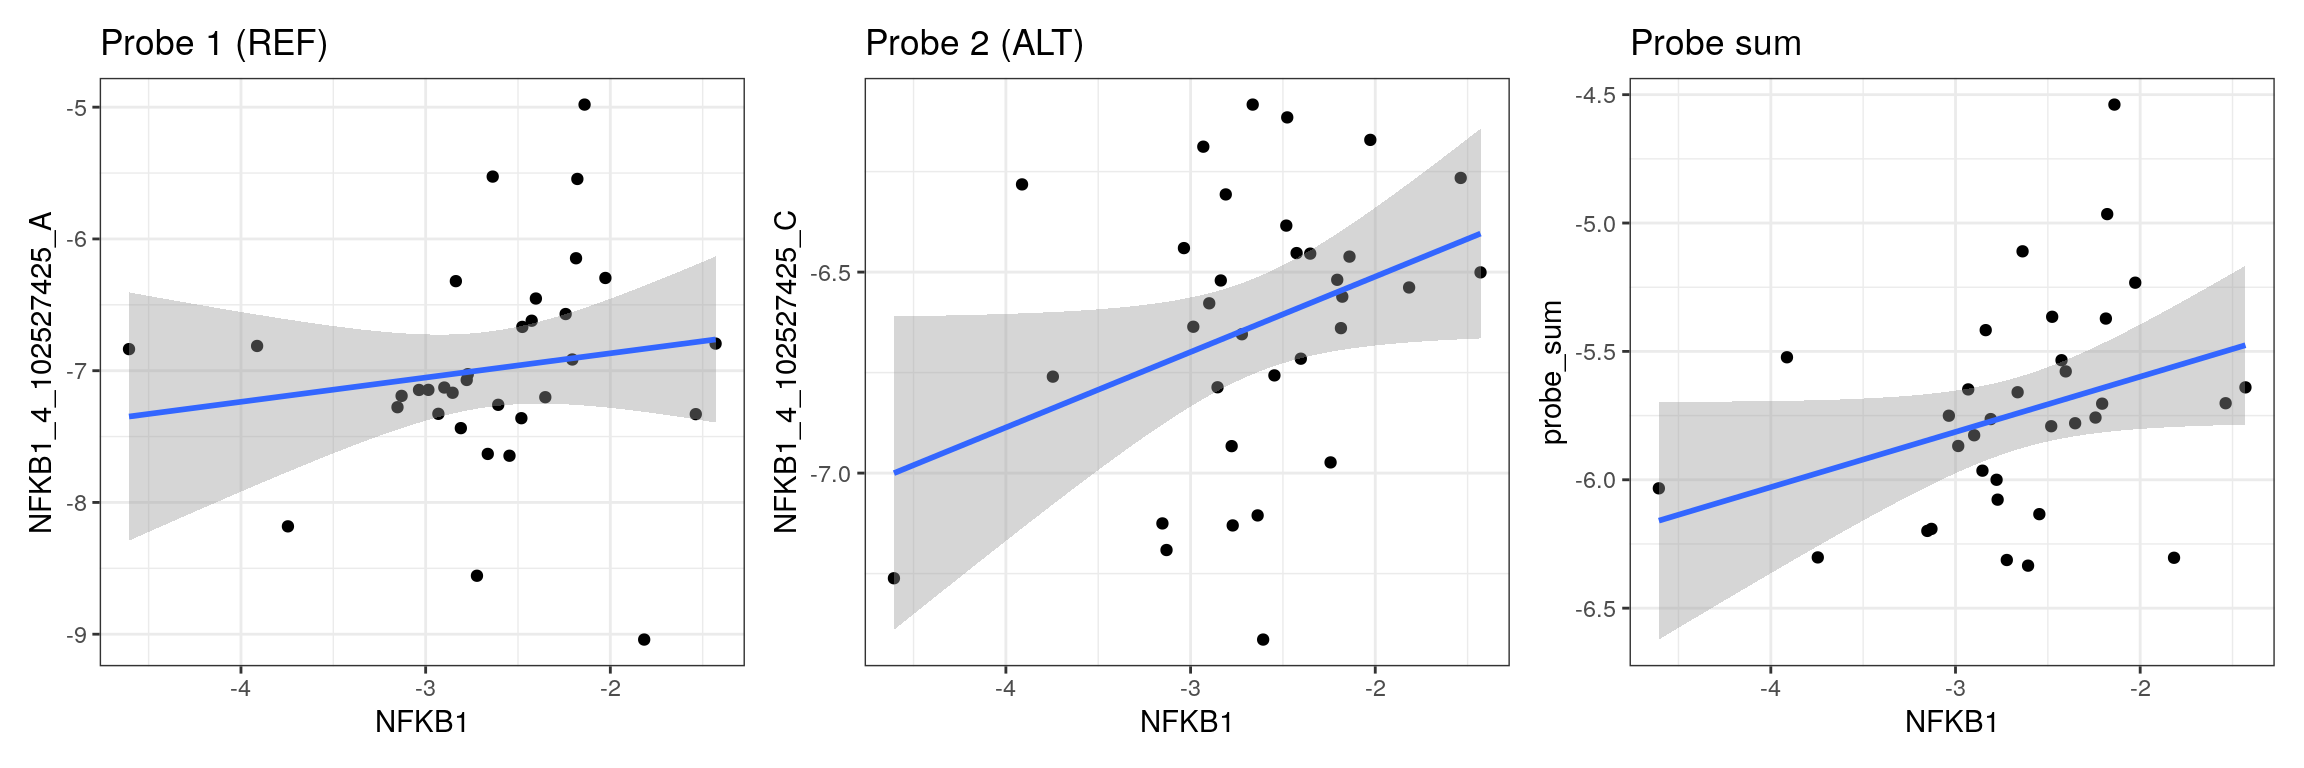 Probe 1 (REF)
NFKB1_4_102527425_A
-5
-6
-7
-8
-9
-4
-3
-2
NFKB1
Probe 2 (ALT)
NFKB1_4_102527425_C
-6.5
-7.0
-4
-3
-2
NFKB1
Probe sum
probe_sum
-4.5
-5.0
-5.5
-6.0
-6.5
-4
-3
-2
NFKB1